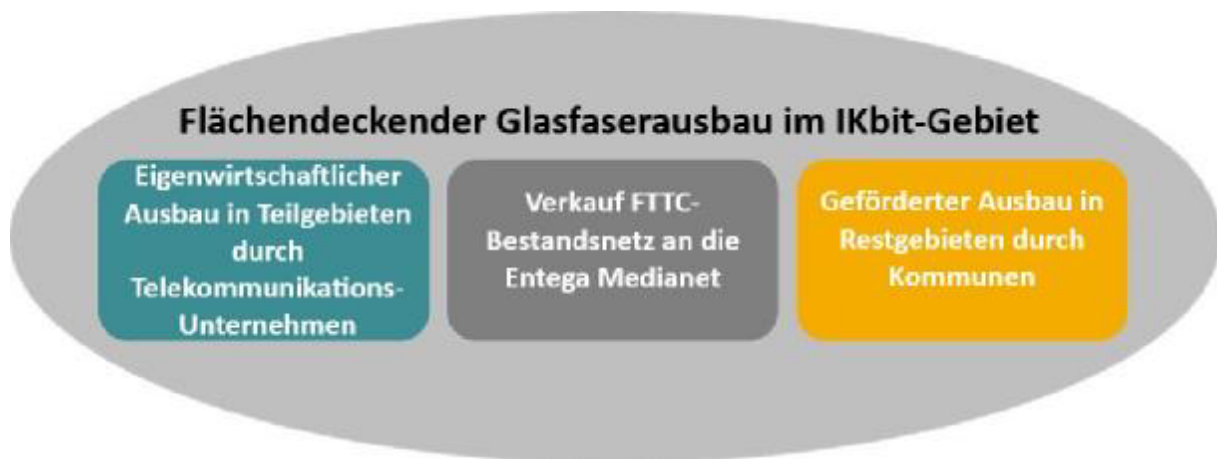 Flächendeckender Glasfaserausbau im IKbit-Gebiet
Eigenwirtschaftlicher
Ausbau in Teilgebieten
durch
Telekommunikations-
Unternehmen
Verkauf FTTC-
Bestandsnetz an die
Entega Medianet
Geförderter Ausbau in
Restgebieten durch
Kommunen